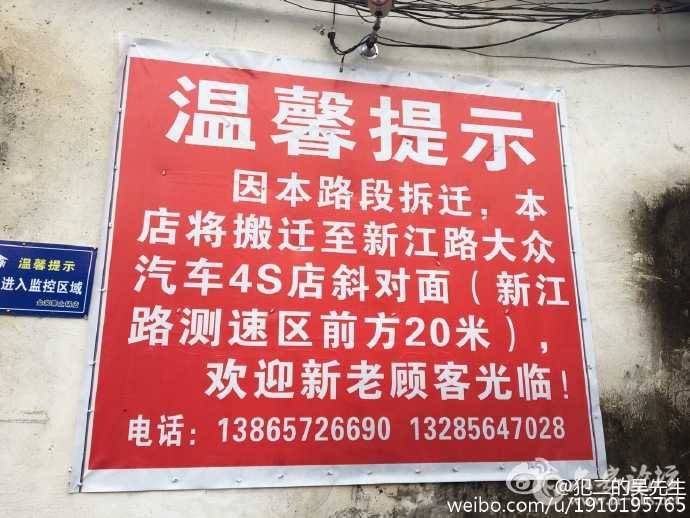 温馨提示
因本路段拆迁,本
店将搬迁至新江路大众
汽车4S店斜对面(新江
路测速区前方20米),
欢迎新老顾客光临!
电话:13865726690 13285647028
温馨提示
进入监控区域
@犯二的吴先生
weibo.com/u/1910195765